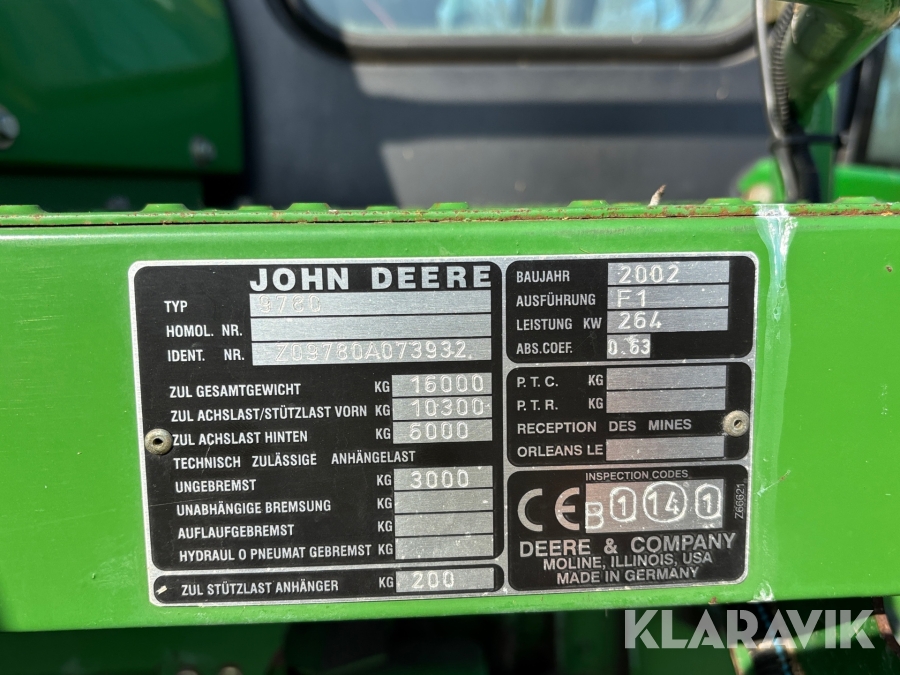 JOHN DEERE
TYP 9780
HOMOL. NR.
IDENT. NR. Z09780A073932
ZUL GESAMTGEWICHT KG 16000
ZUL ACHSLAST/STÜTZLAST VORN KG 10300
ZUL ACHSLAST HINTEN KG 6000
TECHNISCH ZULÄSSIGE ANHÄNGELAST
UNGEBREMST KG 3000
UNABHÄNGIGE BREMSUNG KG
AUFLAUFGEBREMST KG
HYDRAUL O PNEUMAT GEBREMST KG
ZUL STÜTZLAST ANHÄNGER KG 200
BAUJAHR 2002
AUSFÜHRUNG F1
LEISTUNG KW 264
ABS.COEF. 0.63
P.T.C. KG
P.T.R. KG
RECEPTION DES MINES
ORLEANS LE
INSPECTION CODES
CE B 1 14 1
Z66621
DEERE & COMPANY
MOLINE, ILLINOIS, USA
MADE IN GERMANY
KLARAVIK